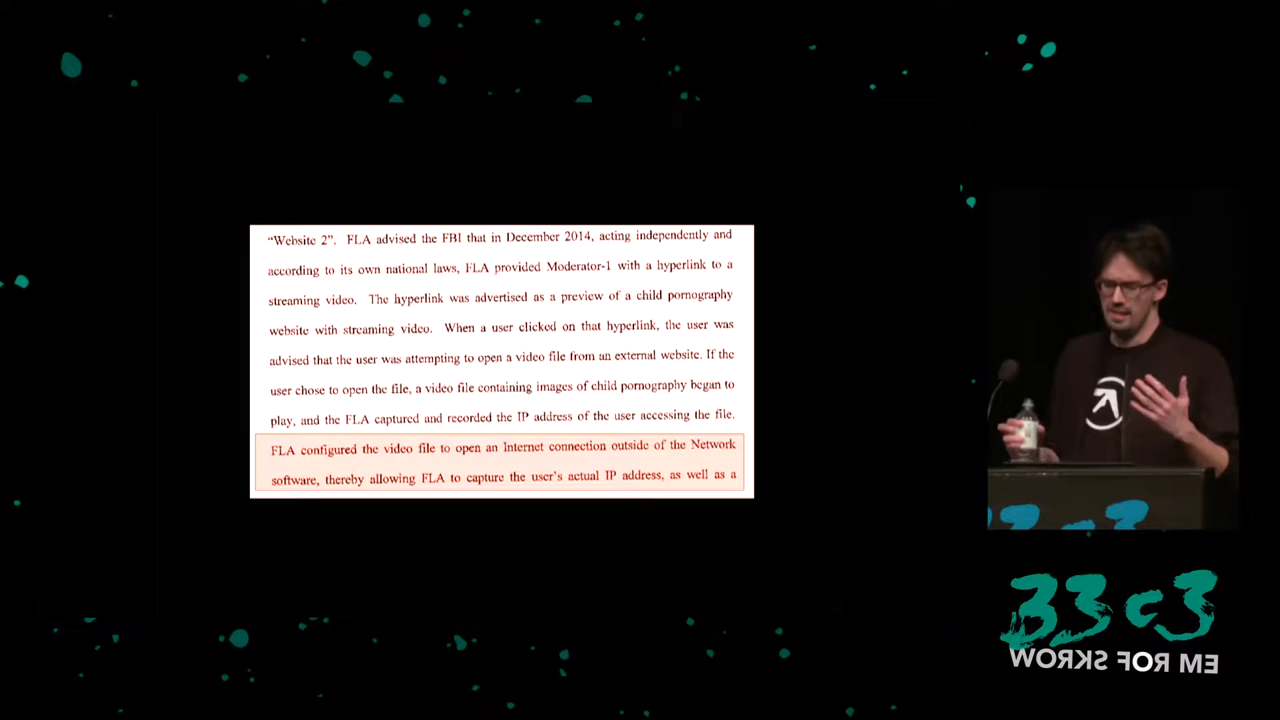 "Website 2". FLA advised the FBI that in December 2014, acting independently and
according to its own national laws, FLA provided Moderator-1 with a hyperlink to a
streaming video. The hyperlink was advertised as a preview of a child pornography
website with streaming video. When a user clicked on that hyperlink, the user was
advised that the user was attempting to open a video file from an external website. If the
user chose to open the file, a video file containing images of child pornography began to
play, and the FLA captured and recorded the IP address of the user accessing the file.
FLA configured the video file to open an Internet connection outside of the Network
software, thereby allowing FLA to capture the user's actual IP address, as well as a
33c3
WORKS FOR ME